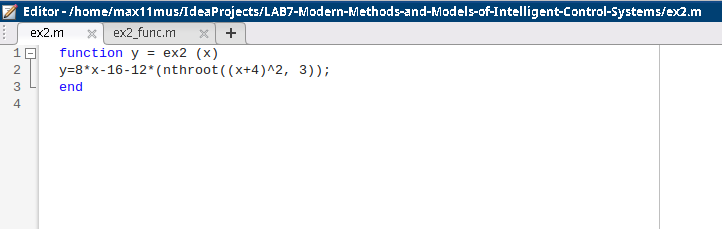 Editor - /home/max11mus/IdeaProjects/LAB7-Modern-Methods-and-Models-of-Intelligent-Control-Systems/ex2.m
ex2.m ex2_func.m
1 function y = ex2 (x)
2 y=8*x-16-12*(nthroot((x+4)^2, 3));
3 end
4